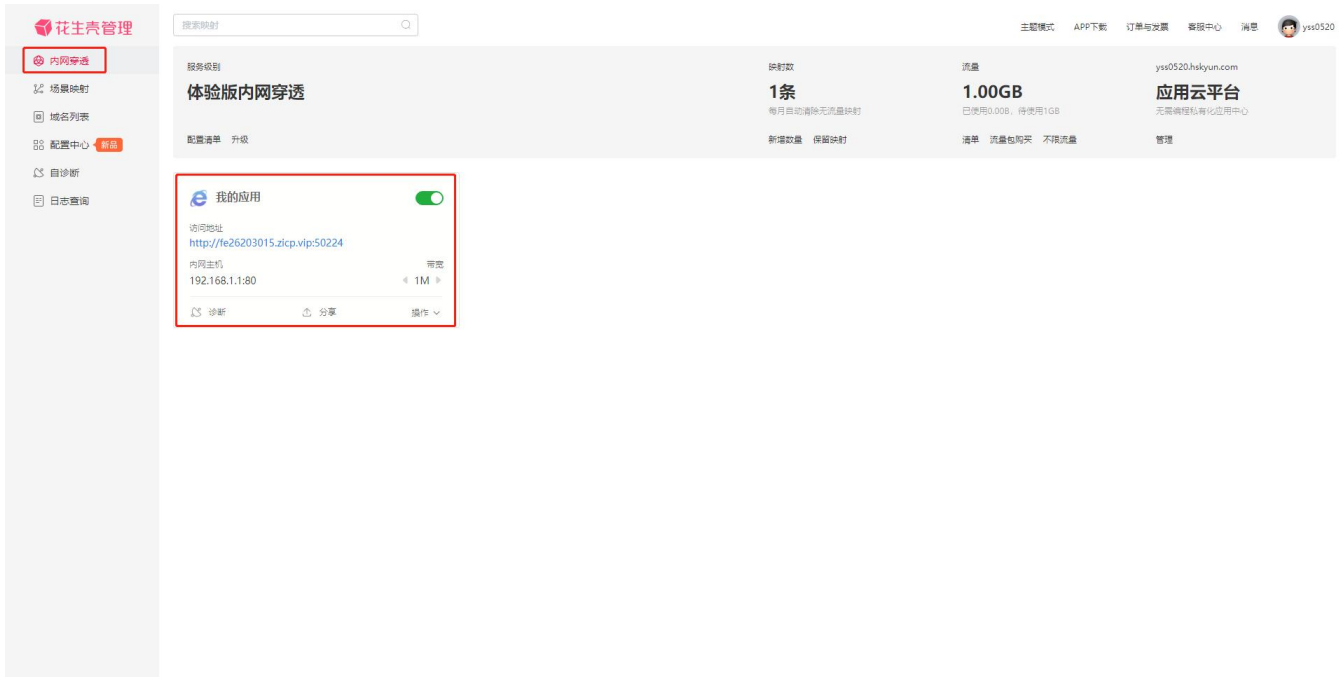 花生壳管理
搜索映射
主题模式 APP下载 订单与发票 客服中心 消息 yss0520
内网穿透
场景映射
域名列表
配置中心 新品
自诊断
日志查询
服务级别
体验版内网穿透
配置清单 升级
映射数
1条
每月自动清除无流量映射
新增数量 保留映射
流量
1.00GB
已使用0.00B，待使用1GB
清单 流量包购买 不限流量
yss0520.hskyun.com
应用云平台
无需编程私有化应用中心
管理
我的应用
访问地址
http://fe26203015.zicp.vip:50224
内网主机 带宽
192.168.1.1:80 1M
诊断 分享 操作